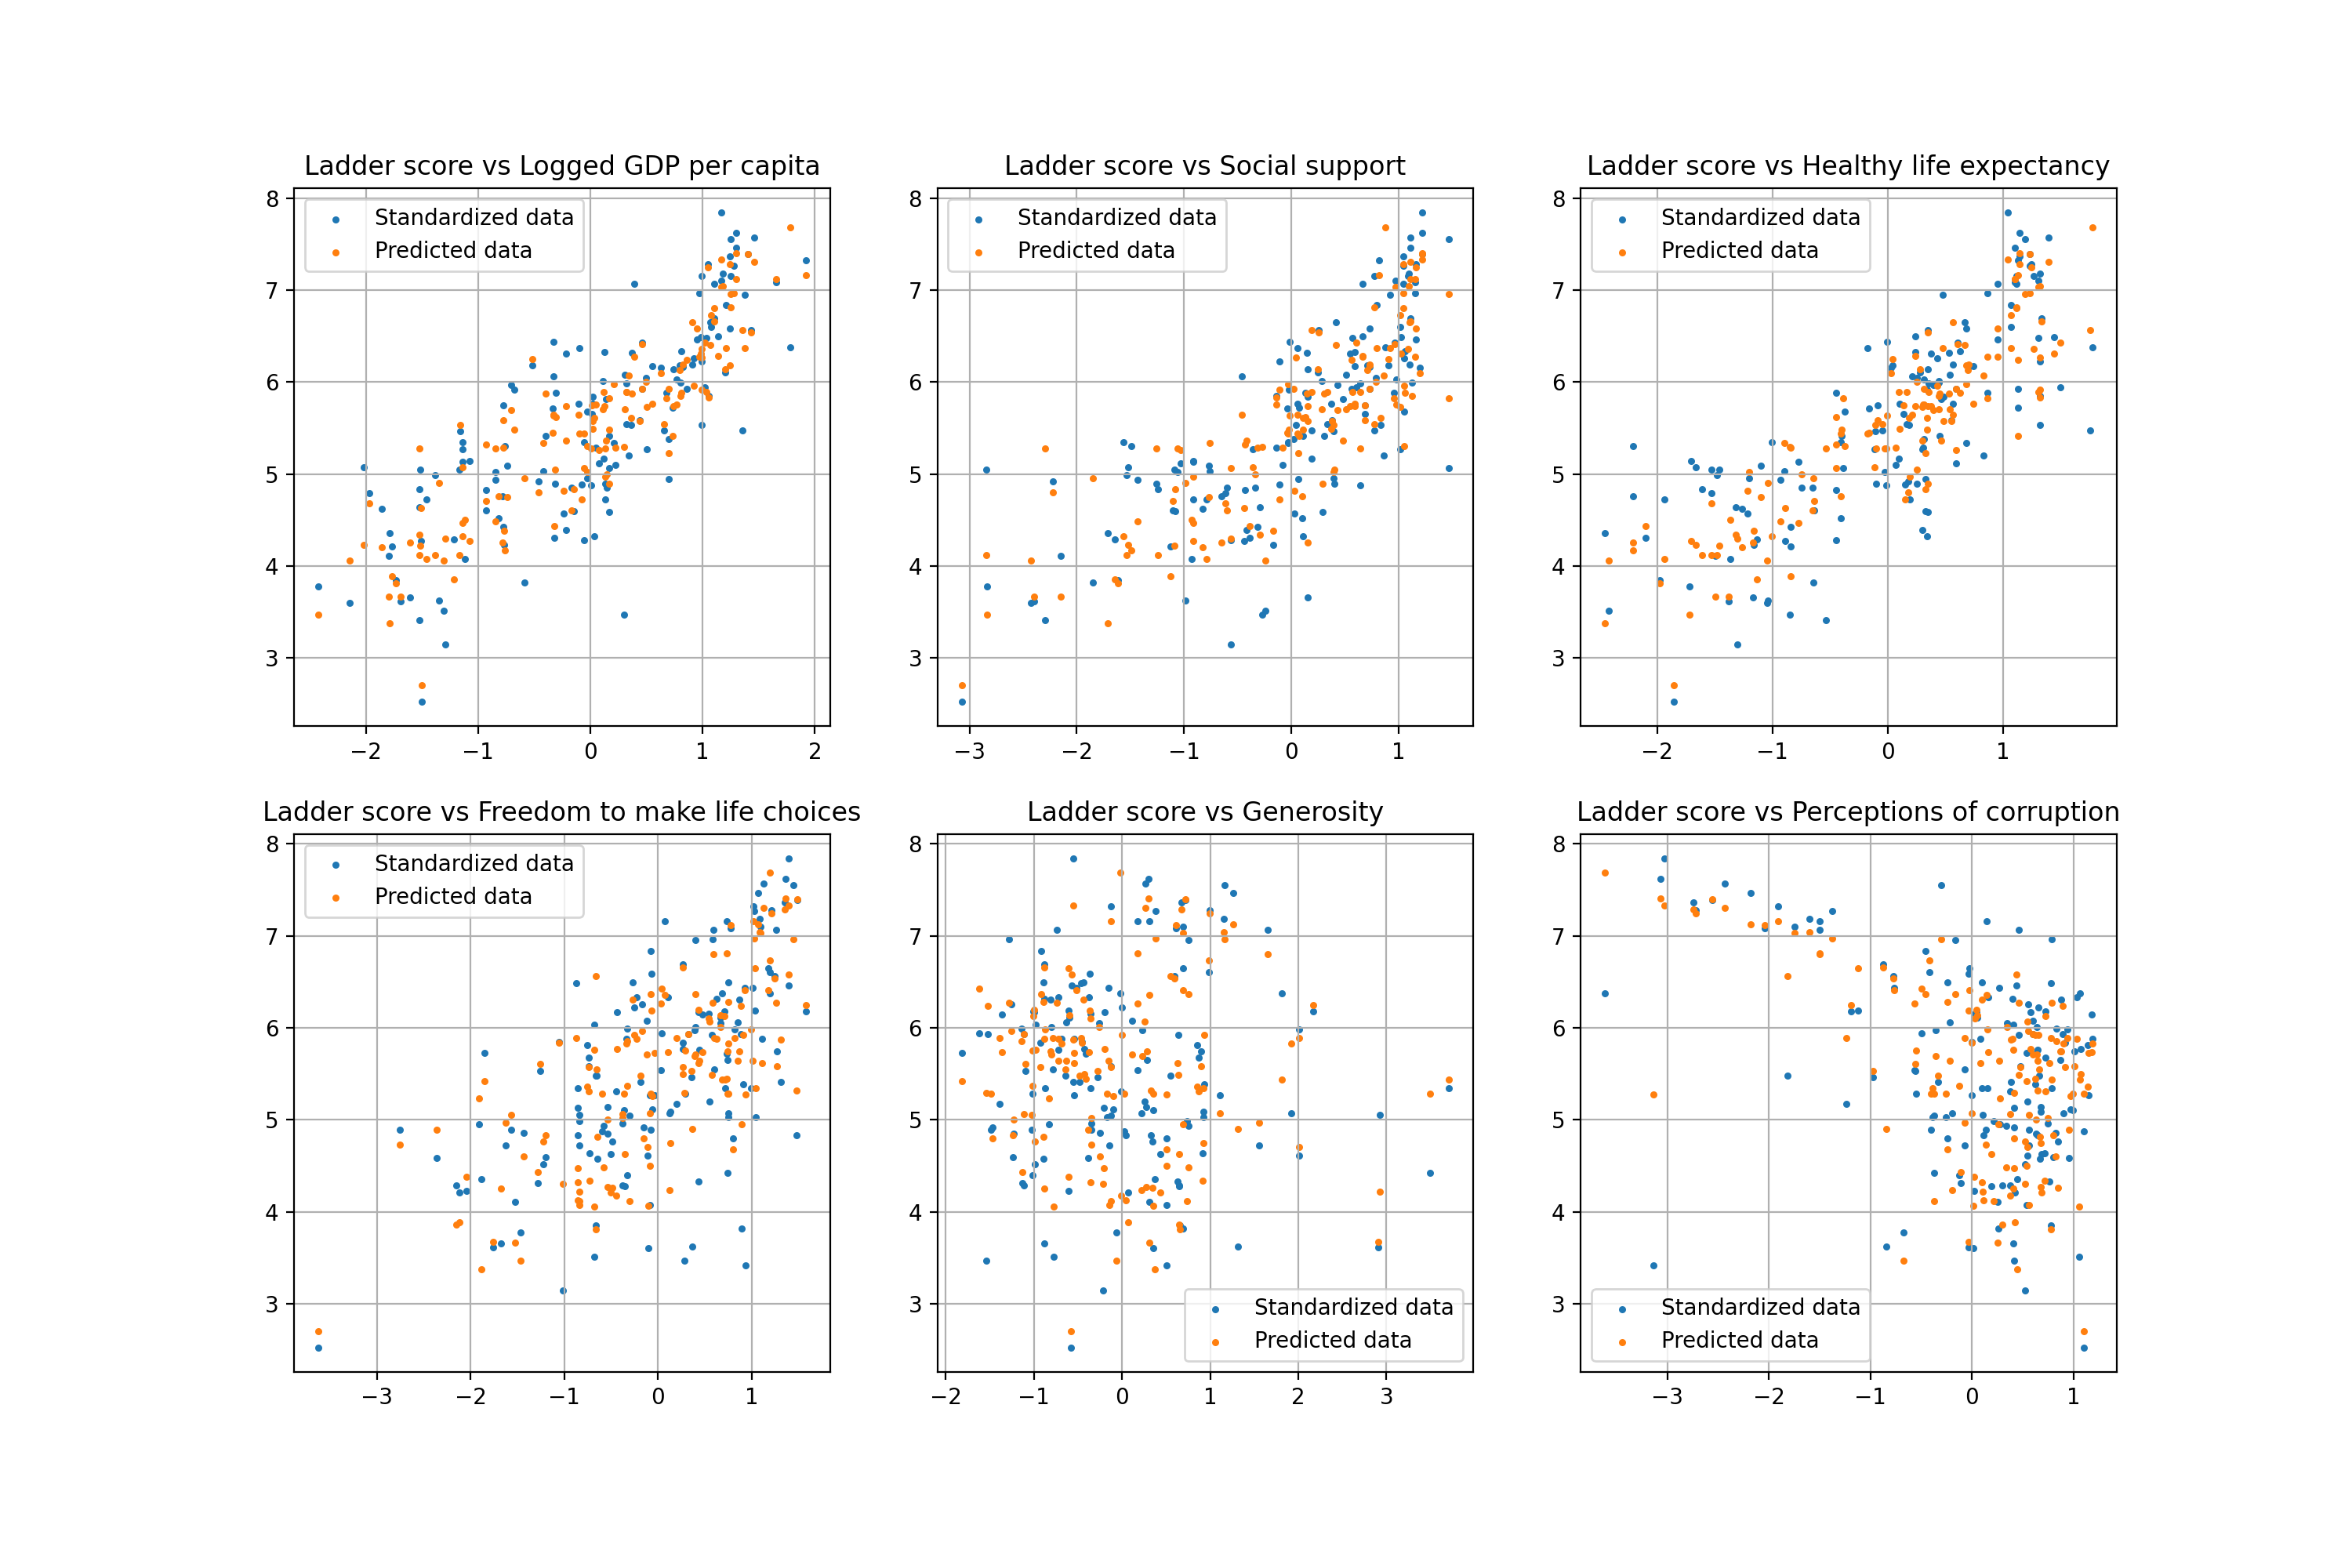 Ladder score vs Logged GDP per capita
Standardized data
Predicted data
8
7
6
5
4
3
−2 −1 0 1 2
Ladder score vs Social support
Standardized data
Predicted data
8
7
6
5
4
3
−3 −2 −1 0 1
Ladder score vs Healthy life expectancy
Standardized data
Predicted data
8
7
6
5
4
3
−2 −1 0 1
Ladder score vs Freedom to make life choices
Standardized data
Predicted data
8
7
6
5
4
3
−3 −2 −1 0 1
Ladder score vs Generosity
8
7
6
5
4
3
Standardized data
Predicted data
−2 −1 0 1 2 3
Ladder score vs Perceptions of corruption
8
7
6
5
4
3
Standardized data
Predicted data
−3 −2 −1 0 1